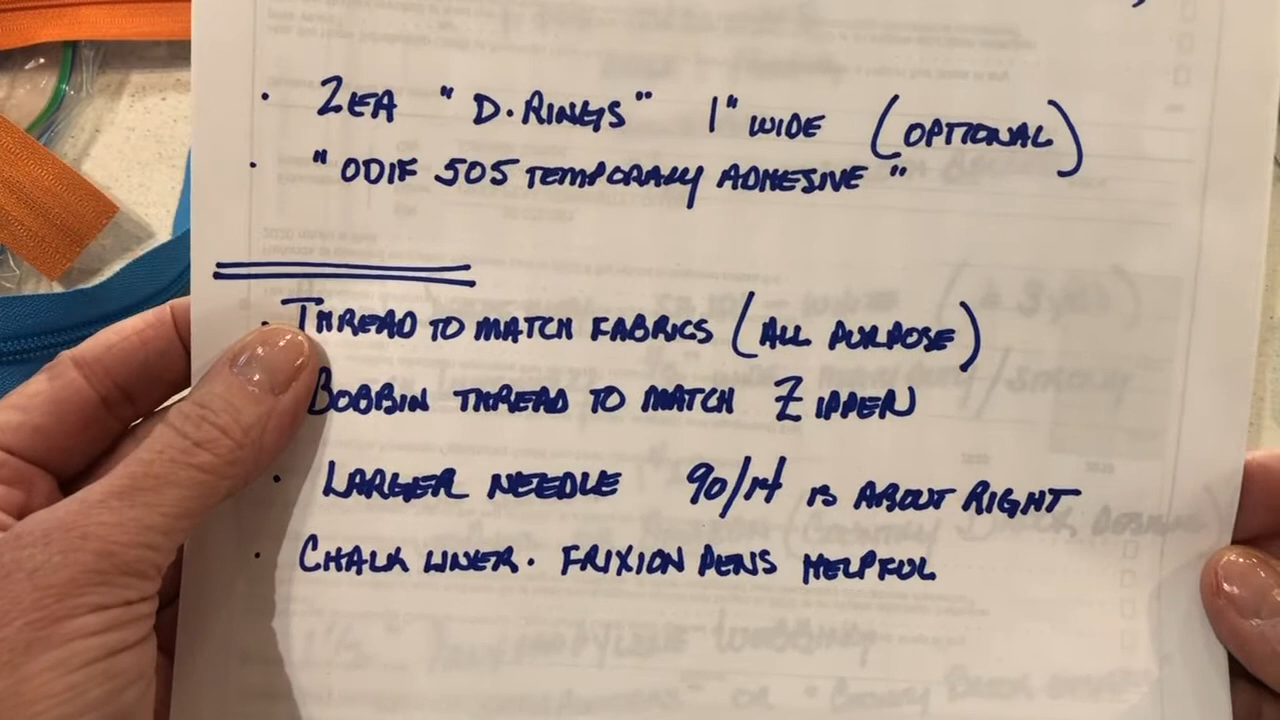 · 2EA "D.RINGS" 1" WIDE (OPTIONAL)
· "ODIF 505 TEMPORARY ADHESIVE"
· THREAD TO MATCH FABRICS (ALL PURPOSE)
BOBBIN THREAD TO MATCH ZIPPER
· LARGER NEEDLE 90/14 IS ABOUT RIGHT
· CHALK LINER. FRIXION PENS HELPFUL